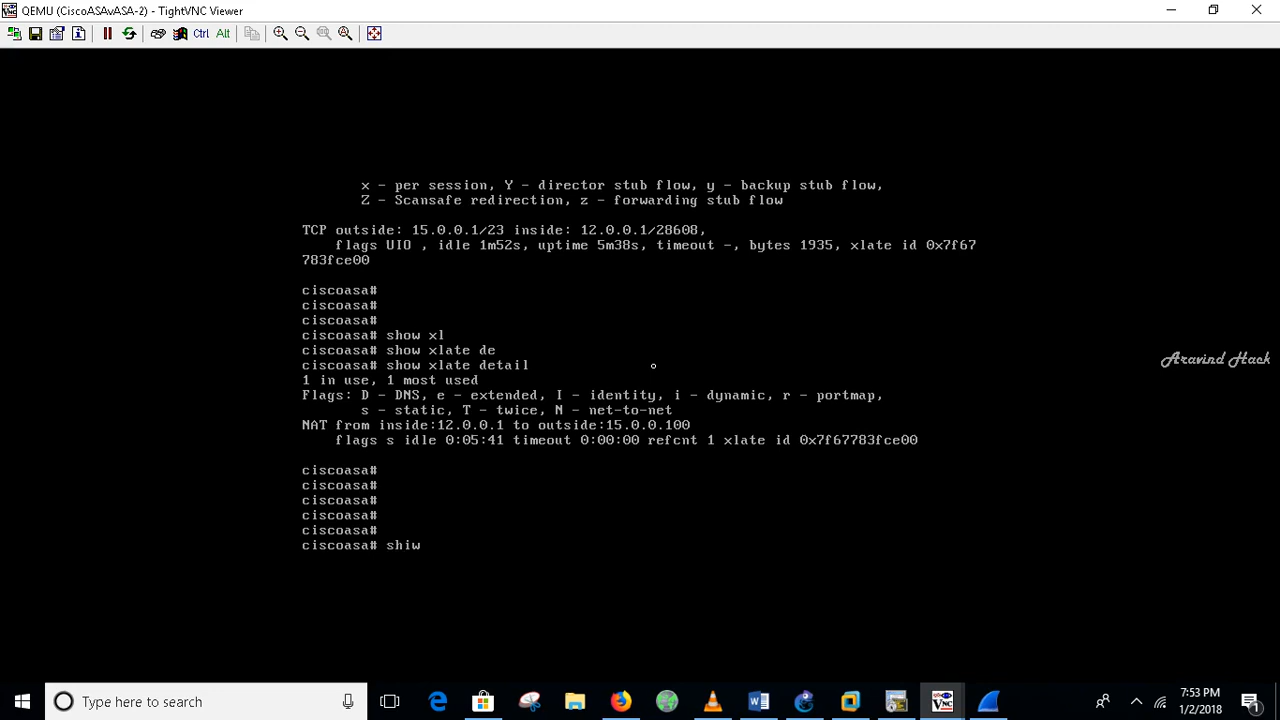 QEMU (CiscoASAvASA-2) - TightVNC Viewer
Ctrl Alt
x - per session, Y - director stub flow, y - backup stub flow,
Z - Scansafe redirection, z - forwarding stub flow
TCP outside: 15.0.0.1/23 inside: 12.0.0.1/28608,
flags UIO , idle 1m52s, uptime 5m38s, timeout -, bytes 1935, xlate id 0x7f67
783fce00
ciscoasa#
ciscoasa#
ciscoasa#
ciscoasa# show xl
ciscoasa# show xlate de
ciscoasa# show xlate detail
1 in use, 1 most used
Flags: D - DNS, e - extended, I - identity, i - dynamic, r - portmap,
s - static, T - twice, N - net-to-net
NAT from inside:12.0.0.1 to outside:15.0.0.100
flags s idle 0:05:41 timeout 0:00:00 refcnt 1 xlate id 0x7f67783fce00
ciscoasa#
ciscoasa#
ciscoasa#
ciscoasa#
ciscoasa#
ciscoasa# shiw
Aravind Hack
Type here to search
7:53 PM
1/2/2018